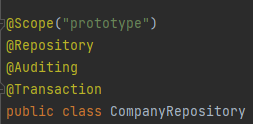 @Scope("prototype")
@Repository
@Auditing
@Transaction
public class CompanyRepository